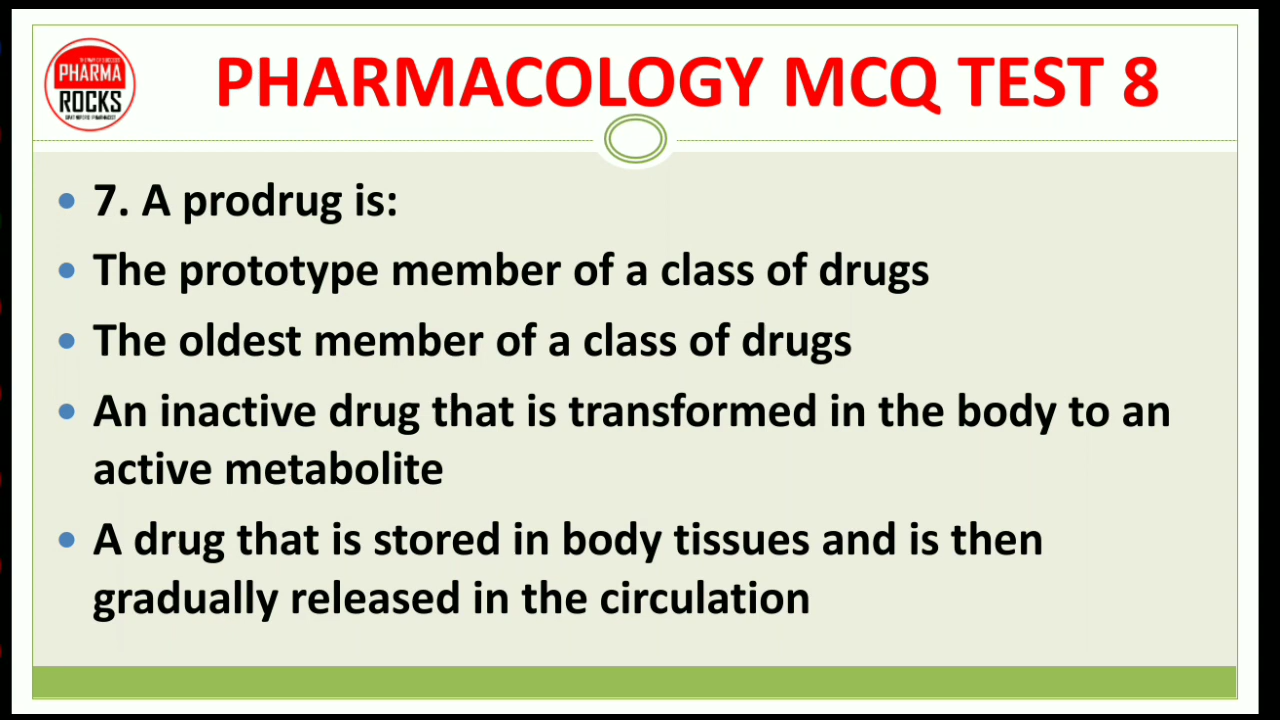 PHARMA
ROCKS
PHARMACOLOGY MCQ TEST 8
• 7. A prodrug is:
• The prototype member of a class of drugs
• The oldest member of a class of drugs
• An inactive drug that is transformed in the body to an
active metabolite
• A drug that is stored in body tissues and is then
gradually released in the circulation